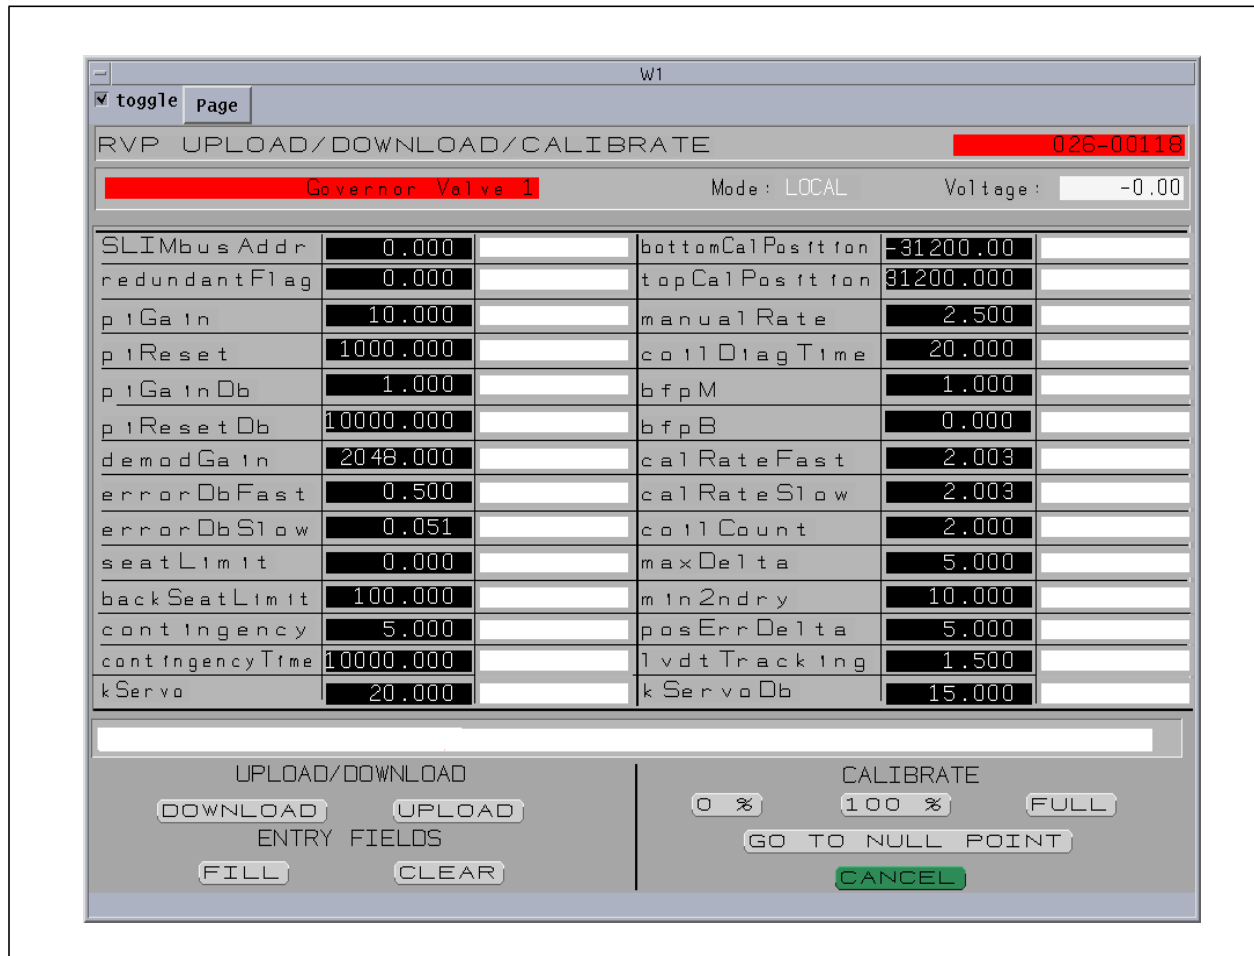 W1
toggle Page
RVP UPLOAD/DOWNLOAD/CALIBRATE 026-00118
Governor Valve 1 Mode: LOCAL Voltage: -0.00
SLIMbusAddr 0.000 bottomCalPosition -31200.00
redundantFlag 0.000 topCalPosition 31200.000
piGain 10.000 manualRate 2.500
piReset 1000.000 coilDiagTime 20.000
piGainDb 1.000 bfpM 1.000
piResetDb 10000.000 bfpB 0.000
demodGain 2048.000 calRateFast 2.003
errorDbFast 0.500 calRateSlow 2.003
errorDbSlow 0.051 coilCount 2.000
seatLimit 0.000 maxDelta 5.000
backSeatLimit 100.000 min2ndry 10.000
contingency 5.000 posErrDelta 5.000
contingencyTime 10000.000 lvdtTracking 1.500
kServo 20.000 kServoDb 15.000
UPLOAD/DOWNLOAD CALIBRATE
DOWNLOAD UPLOAD 0 % 100 % FULL
ENTRY FIELDS GO TO NULL POINT
FILL CLEAR CANCEL